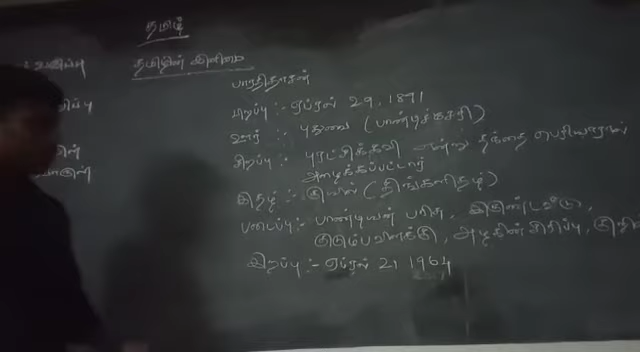 தமிழ்
தமிழின் இனிமை
பாரதிதாசன்
பிறப்பு :- ஏப்ரல் 29.1891
ஊர் :- புதுவை (பாண்டிச்சேரி)
சிறப்பு :- புரட்சிக்கவி என்று தந்தை பெரியாரால்
அழைக்கப்பட்டார்
இதழ் :- குயில் (திங்களிதழ்)
படைப்பு :- பாண்டியன் பரிசு, இருண்டவீடு,
குடும்பவிளக்கு, அழகின் சிரிப்பு,
இறப்பு :- ஏப்ரல் 21 1964